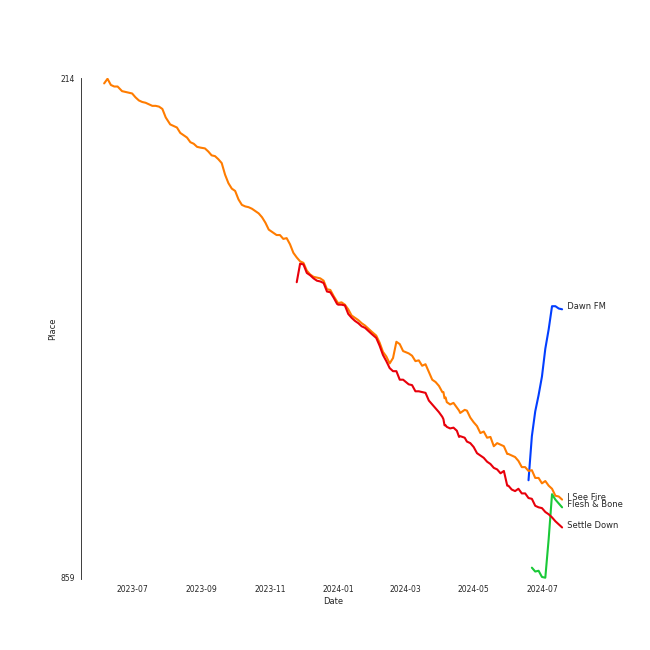 214
Dawn FM
Place
I See Fire
Flesh & Bone
Settle Down
859
2023-07 2023-09 2023-11 2024-01 2024-03 2024-05 2024-07
Date